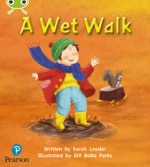 A Wet Walk
Written by Sarah Loader
Illustrated by Elif Balta Parks
Pearson